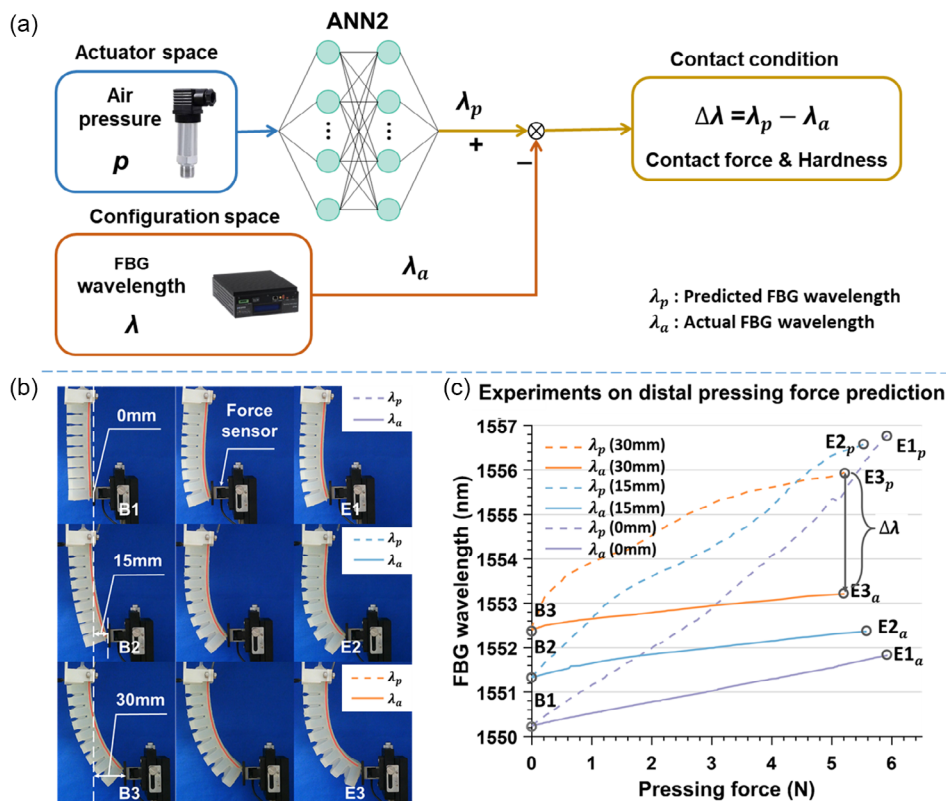 (a)
ANN2
Actuator space
Air
pressure
p
λp
+
−
Contact condition
Δλ =λp − λa
Contact force & Hardness
Configuration space
FBG
wavelength
λ
λa
λp : Predicted FBG wavelength
λa : Actual FBG wavelength
(b)
0mm
Force
sensor
λp
λa
B1
E1
15mm
λp
λa
B2
E2
30mm
λp
λa
B3
E3
(c) Experiments on distal pressing force prediction
FBG wavelength (nm)
1557
1556
1555
1554
1553
1552
1551
1550
λp (30mm)
λa (30mm)
λp (15mm)
λa (15mm)
λp (0mm)
λa (0mm)
E2p
E1p
E3p
Δλ
E3a
E2a
E1a
B3
B2
B1
0 1 2 3 4 5 6
Pressing force (N)